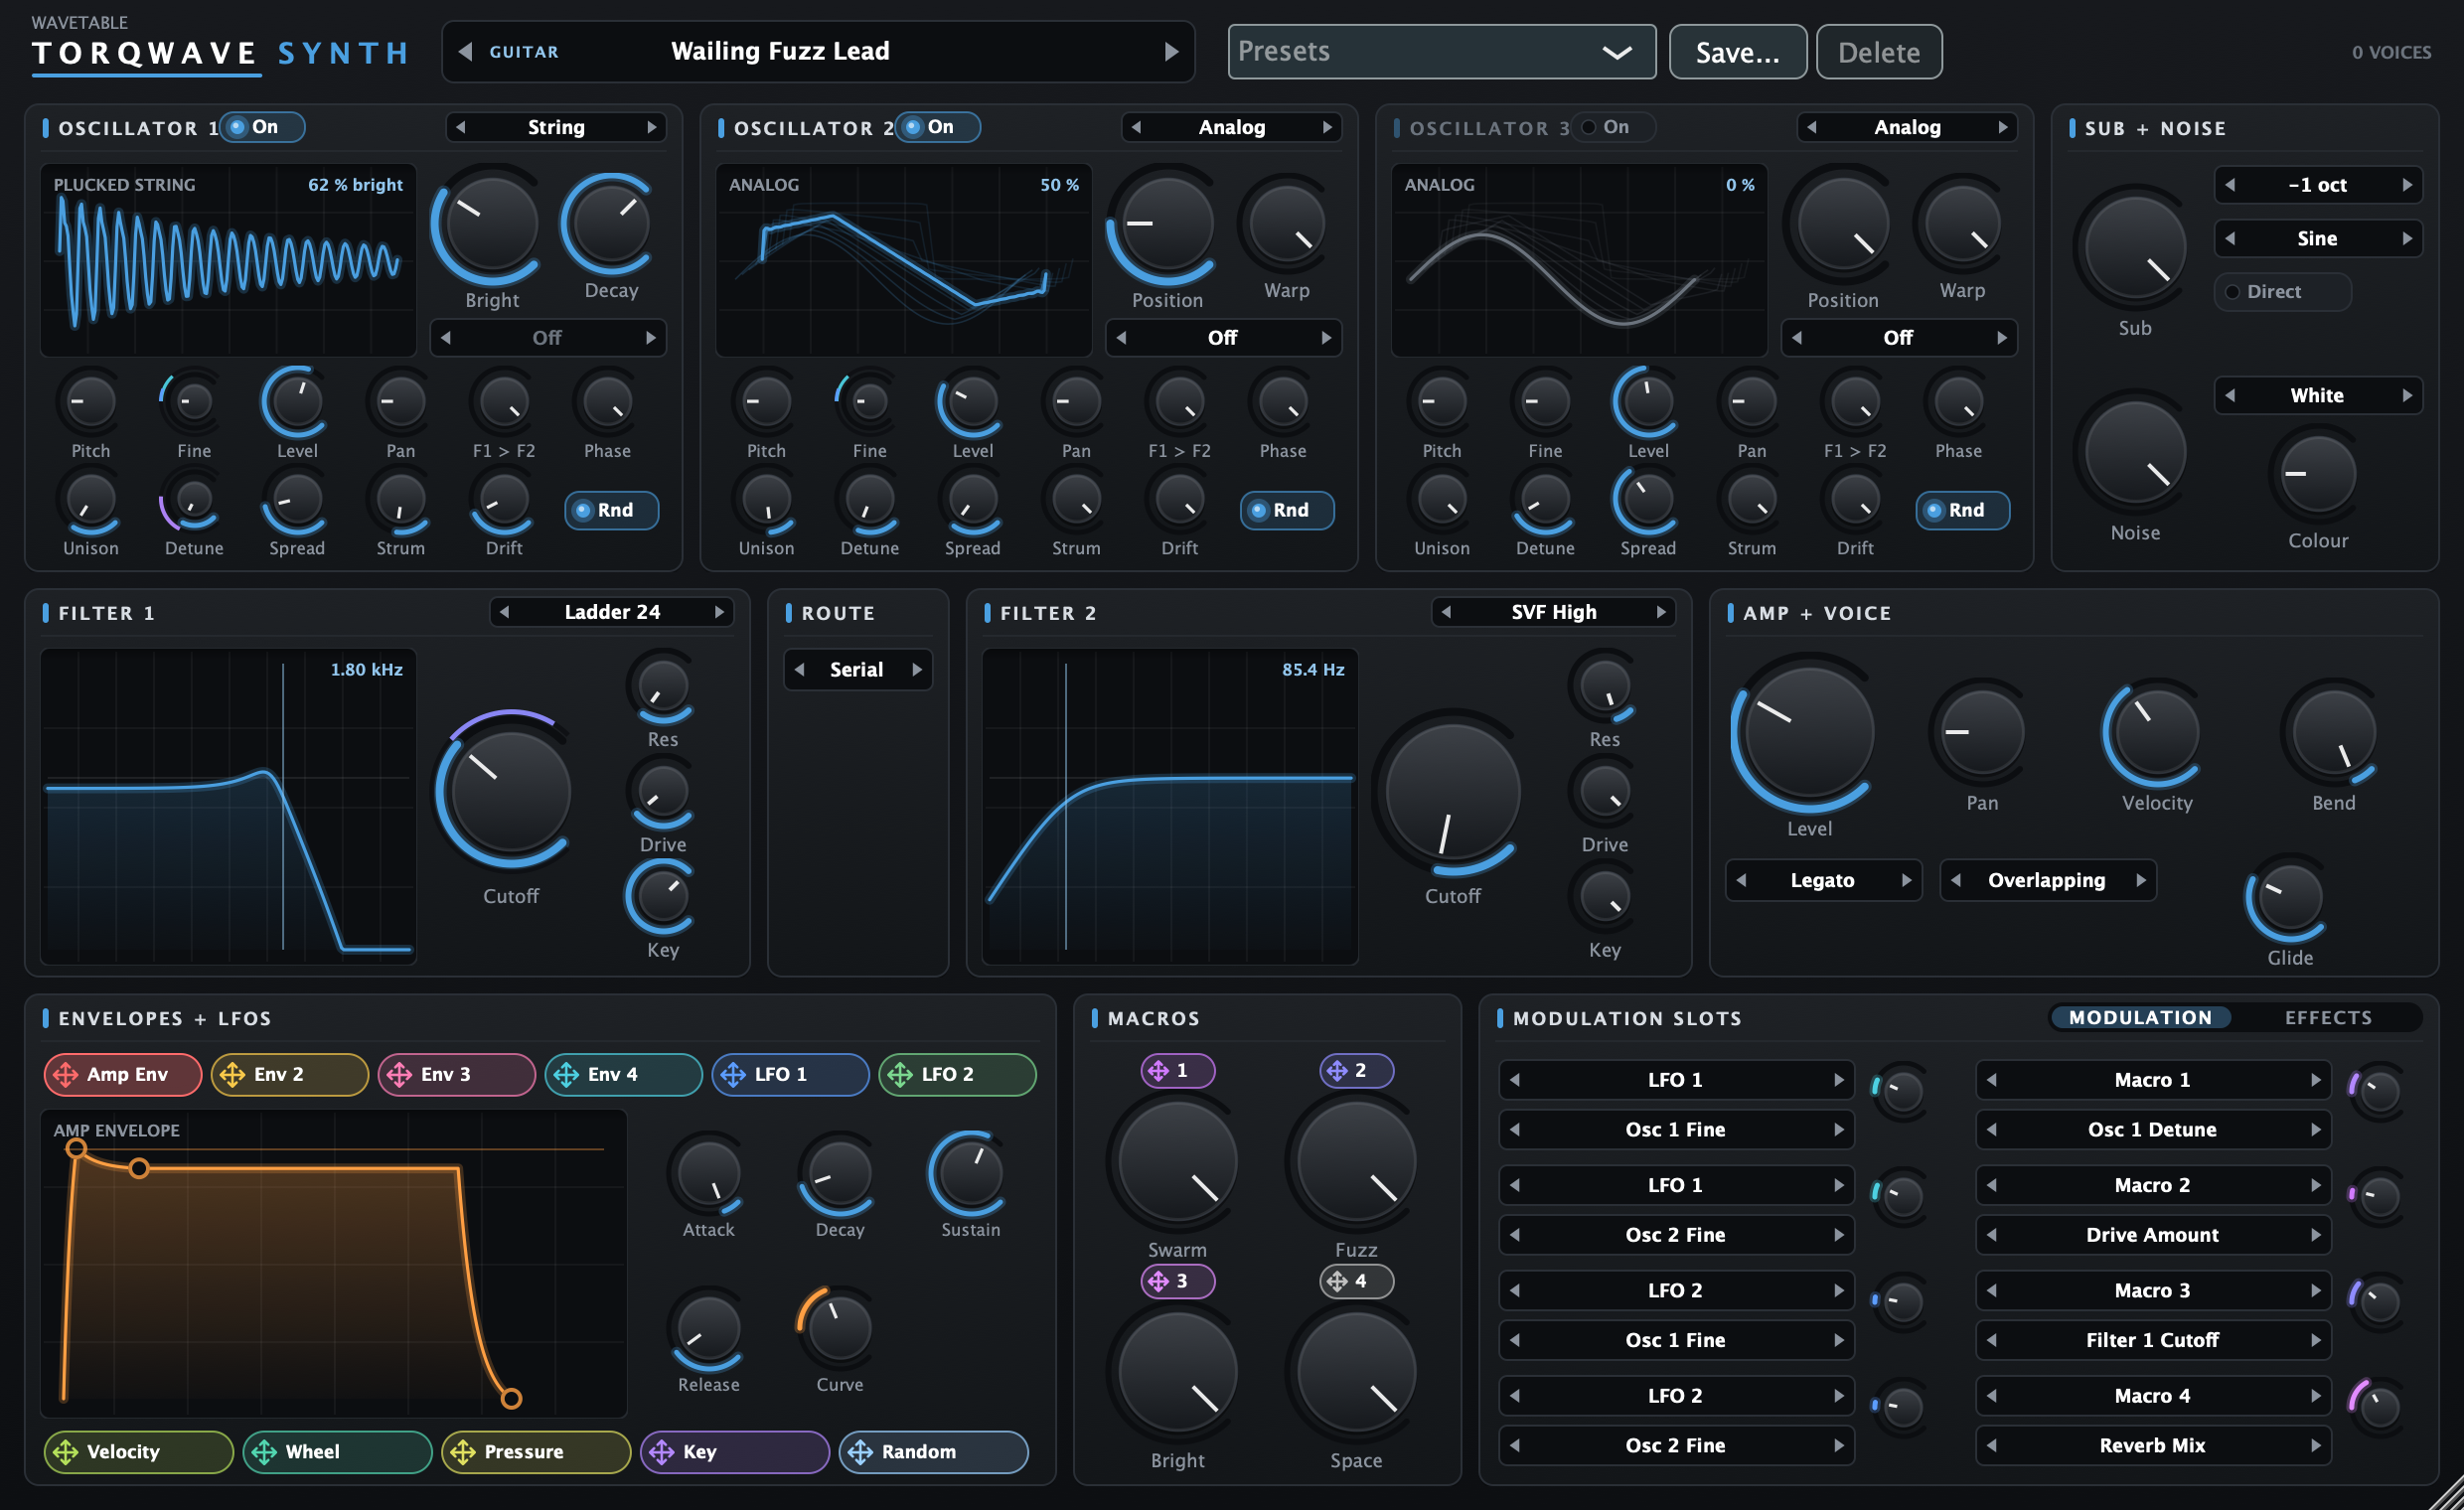 WAVETABLE
TORQWAVE SYNTH
GUITAR Wailing Fuzz Lead
Presets
Save...
Delete
0 VOICES
OSCILLATOR 1 On String
PLUCKED STRING 62 % bright
Bright Decay
Off
Pitch Fine Level Pan F1 > F2 Phase
Unison Detune Spread Strum Drift Rnd
OSCILLATOR 2 On Analog
ANALOG 50 %
Position Warp
Off
Pitch Fine Level Pan F1 > F2 Phase
Unison Detune Spread Strum Drift Rnd
OSCILLATOR 3 On Analog
ANALOG 0 %
Position Warp
Off
Pitch Fine Level Pan F1 > F2 Phase
Unison Detune Spread Strum Drift Rnd
SUB + NOISE
-1 oct
Sine
Direct
Sub
White
Noise
Colour
FILTER 1 Ladder 24
1.80 kHz
Res
Drive
Cutoff
Key
ROUTE
Serial
FILTER 2 SVF High
85.4 Hz
Res
Drive
Cutoff
Key
AMP + VOICE
Level Pan Velocity Bend
Legato Overlapping
Glide
ENVELOPES + LFOS
Amp Env Env 2 Env 3 Env 4 LFO 1 LFO 2
AMP ENVELOPE
Attack Decay Sustain
Release Curve
Velocity Wheel Pressure Key Random
MACROS
1 2
Swarm Fuzz
3 4
Bright Space
MODULATION SLOTS MODULATION EFFECTS
LFO 1 Macro 1
Osc 1 Fine Osc 1 Detune
LFO 1 Macro 2
Osc 2 Fine Drive Amount
LFO 2 Macro 3
Osc 1 Fine Filter 1 Cutoff
LFO 2 Macro 4
Osc 2 Fine Reverb Mix